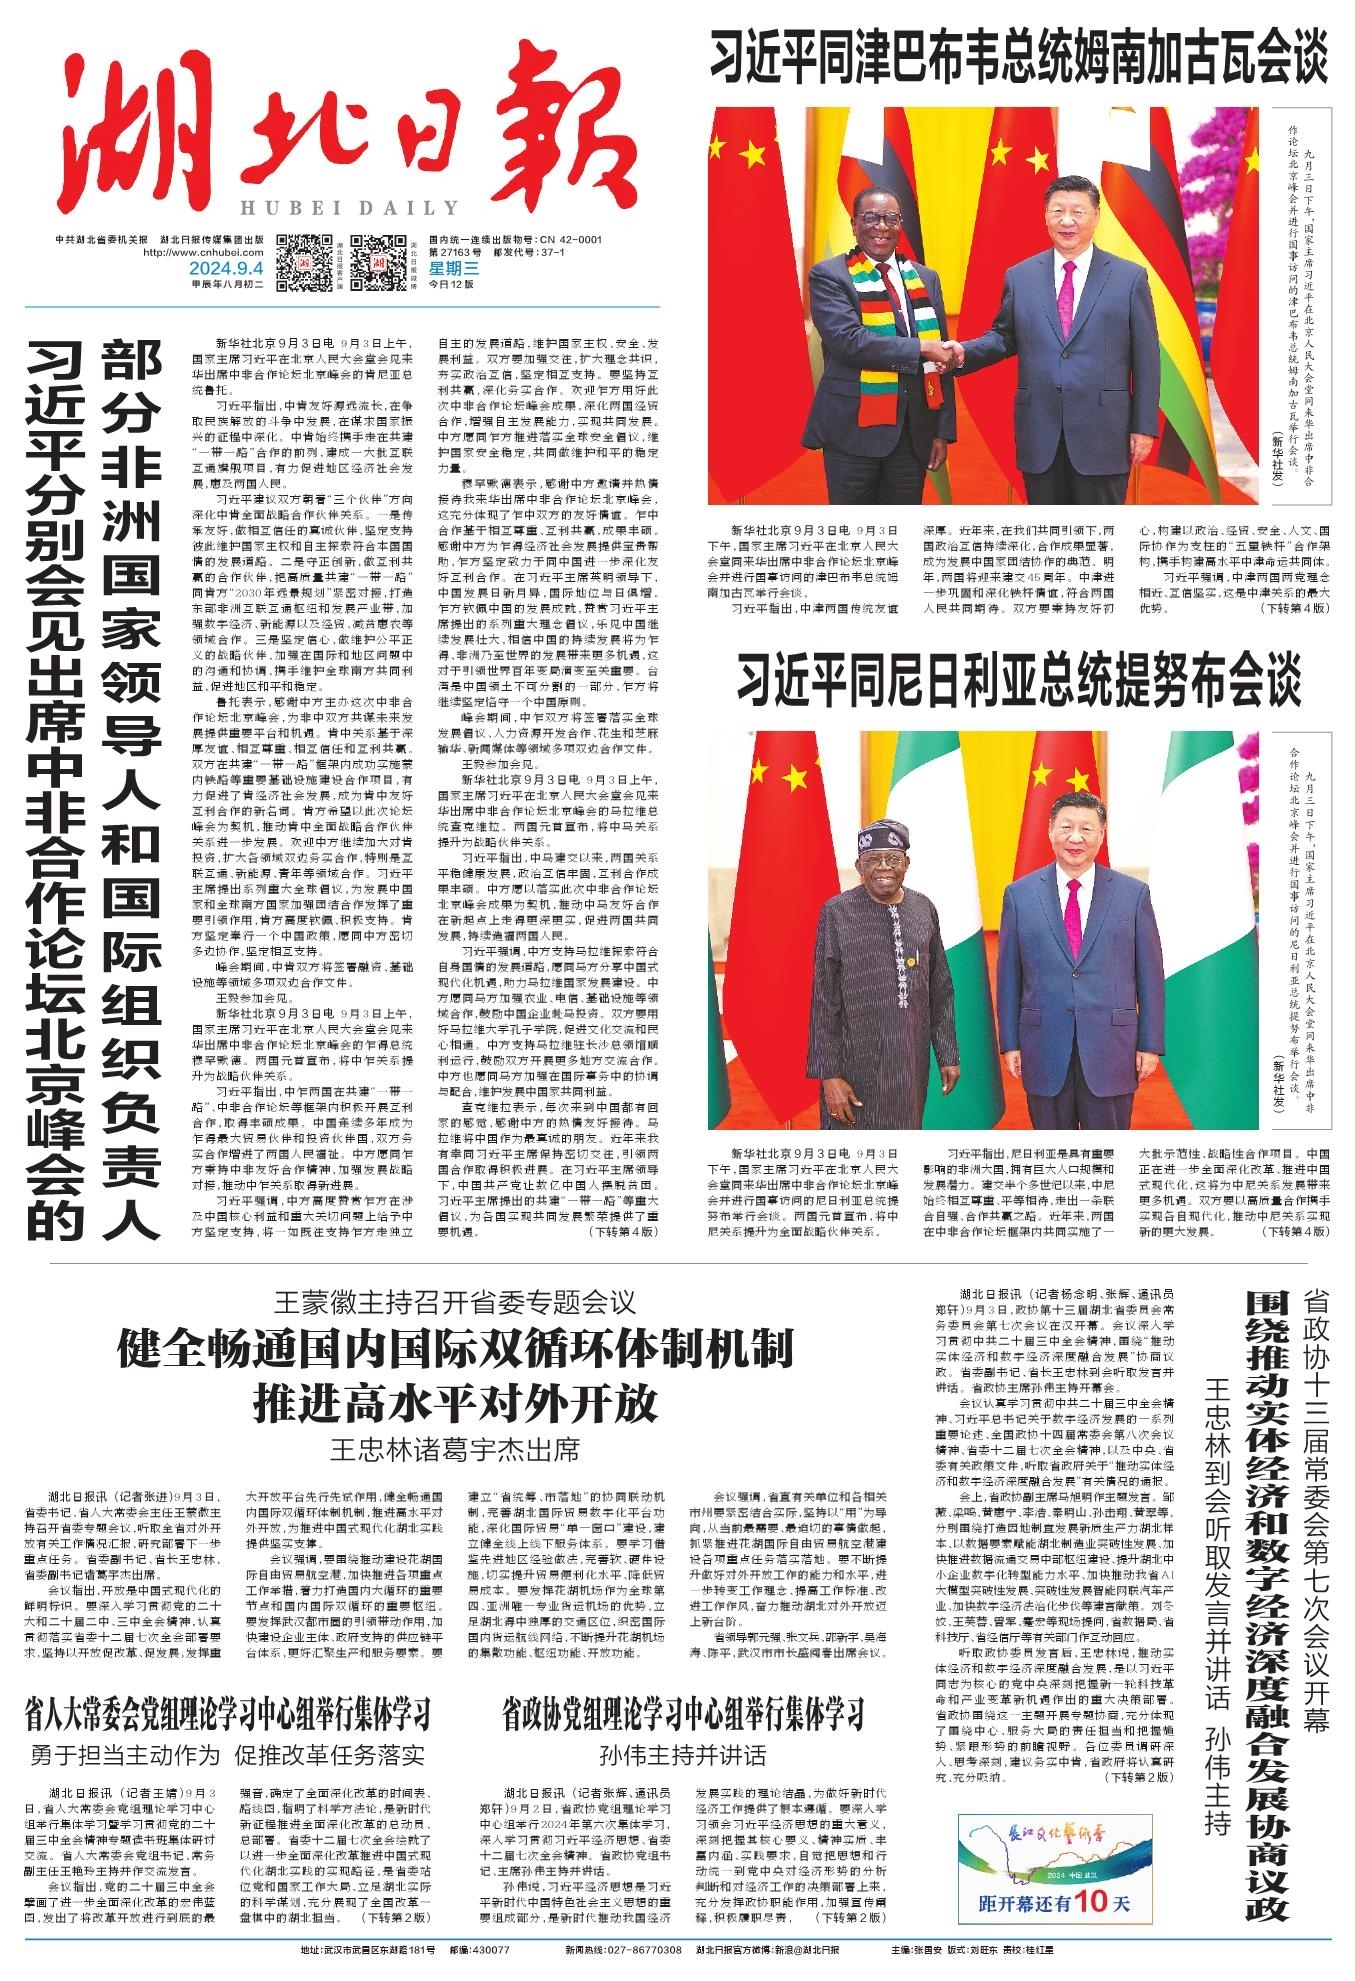 湖北日報
HUBEI DAILY
中共湖北省委机关报 湖北日报传媒集团出版
http://www.cnhubei.com
2024.9.4
甲辰年八月初二
湖北日报客户端
湖北日报微博
国内统一连续出版物号：CN 42-0001
第27163号 邮发代号：37-1
星期三
今日12版
习近平同津巴布韦总统姆南加古瓦会谈
九月三日下午，国家主席习近平在北京人民大会堂同来华出席中非合
作论坛北京峰会并进行国事访问的津巴布韦总统姆南加古瓦举行会谈。
（新华社发）
新华社北京9月3日电 9月3日
下午，国家主席习近平在北京人民大
会堂同来华出席中非合作论坛北京峰
会并进行国事访问的津巴布韦总统姆
南加古瓦举行会谈。
习近平指出，中津两国传统友谊
深厚。近年来，在我们共同引领下，两
国政治互信持续深化，合作成果显著，
成为发展中国家团结协作的典范。明
年，两国将迎来建交45周年。中津进
一步巩固和深化铁杆情谊，符合两国
人民共同期待。双方要秉持友好初
心，构建以政治、经贸、安全、人文、国
际协作为支柱的“五星铁杆”合作架
构，携手构建高水平中津命运共同体。
习近平强调，中津两国两党理念
相近、互信坚实，这是中津关系的最大
优势。 （下转第4版）
习近平同尼日利亚总统提努布会谈
九月三日下午，国家主席习近平在北京人民大会堂同来华出席中非
合作论坛北京峰会并进行国事访问的尼日利亚总统提努布举行会谈。
（新华社发）
新华社北京9月3日电 9月3日
下午，国家主席习近平在北京人民大
会堂同来华出席中非合作论坛北京峰
会并进行国事访问的尼日利亚总统提
努布举行会谈。两国元首宣布，将中
尼关系提升为全面战略伙伴关系。
习近平指出，尼日利亚是具有重要
影响的非洲大国，拥有巨大人口规模和
发展潜力。建交半个多世纪以来，中尼
始终相互尊重、平等相待，走出一条联
合自强、合作共赢之路。近年来，两国
在中非合作论坛框架内共同实施了一
大批示范性、战略性合作项目。中国
正在进一步全面深化改革、推进中国
式现代化，这将为中尼关系发展带来
更多机遇。双方要以高质量合作携手
实现各自现代化，推动中尼关系实现
新的更大发展。 （下转第4版）
部分非洲国家领导人和国际组织负责人
习近平分别会见出席中非合作论坛北京峰会的
新华社北京9月3日电 9月3日上午，
国家主席习近平在北京人民大会堂会见来
华出席中非合作论坛北京峰会的肯尼亚总
统鲁托。
习近平指出，中肯友好源远流长，在争
取民族解放的斗争中发展，在谋求国家振
兴的征程中深化。中肯始终携手走在共建
“一带一路”合作的前列，建成一大批互联
互通旗舰项目，有力促进地区经济社会发
展，惠及两国人民。
习近平建议双方朝着“三个伙伴”方向
深化中肯全面战略合作伙伴关系。一是传
承友好，做相互信任的真诚伙伴，坚定支持
彼此维护国家主权和自主探索符合本国国
情的发展道路。二是守正创新，做互利共
赢的合作伙伴，把高质量共建“一带一路”
同肯方“2030年远景规划”紧密对接，打造
东部非洲互联互通枢纽和发展产业带，加
强数字经济、新能源以及经贸、减贫惠农等
领域合作。三是坚定信心，做维护公平正
义的战略伙伴，加强在国际和地区问题中
的沟通和协调，携手维护全球南方共同利
益，促进地区和平和稳定。
鲁托表示，感谢中方主办这次中非合
作论坛北京峰会，为非中双方共谋未来发
展提供重要平台和机遇。肯中关系基于深
厚友谊、相互尊重、相互信任和互利共赢。
双方在共建“一带一路”框架内成功实施蒙
内铁路等重要基础设施建设合作项目，有
力促进了肯经济社会发展，成为肯中友好
互利合作的新名词。肯方希望以此次论坛
峰会为契机，推动肯中全面战略合作伙伴
关系进一步发展。欢迎中方继续加大对肯
投资，扩大各领域双边务实合作，特别是互
联互通、新能源、青年等领域合作。习近平
主席提出系列重大全球倡议，为发展中国
家和全球南方国家加强团结合作发挥了重
要引领作用，肯方高度钦佩、积极支持。肯
方坚定奉行一个中国政策，愿同中方密切
多边协作，坚定相互支持。
峰会期间，中肯双方将签署融资、基础
设施等领域多项双边合作文件。
王毅参加会见。
新华社北京9月3日电 9月3日上午，
国家主席习近平在北京人民大会堂会见来
华出席中非合作论坛北京峰会的乍得总统
穆罕默德。两国元首宣布，将中乍关系提
升为战略伙伴关系。
习近平指出，中乍两国在共建“一带一
路”、中非合作论坛等框架内积极开展互利
合作，取得丰硕成果。中国连续多年成为
乍得最大贸易伙伴和投资伙伴国，双方务
实合作增进了两国人民福祉。中方愿同乍
方秉持中非友好合作精神，加强发展战略
对接，推动中乍关系取得新进展。
习近平强调，中方高度赞赏乍方在涉
及中国核心利益和重大关切问题上给予中
方坚定支持，将一如既往支持乍方走独立
自主的发展道路，维护国家主权、安全、发
展利益。双方要加强交往，扩大理念共识，
夯实政治互信，坚定相互支持。要坚持互
利共赢，深化务实合作。欢迎乍方用好此
次中非合作论坛峰会成果，深化两国经贸
合作，增强自主发展能力，实现共同发展。
中方愿同乍方推进落实全球安全倡议，维
护国家安全稳定，共同做维护和平的稳定
力量。
穆罕默德表示，感谢中方邀请并热情
接待我来华出席中非合作论坛北京峰会，
这充分体现了乍中双方的友好情谊。乍中
合作基于相互尊重、互利共赢，成果丰硕。
感谢中方为乍得经济社会发展提供宝贵帮
助，乍方坚定致力于同中国进一步深化友
好互利合作。在习近平主席英明领导下，
中国发展日新月异，国际地位与日俱增。
乍方钦佩中国的发展成就，赞赏习近平主
席提出的系列重大理念倡议，乐见中国继
续发展壮大，相信中国的持续发展将为乍
得、非洲乃至世界的发展带来更多机遇，这
对于引领世界百年变局演变至关重要。台
湾是中国领土不可分割的一部分，乍方将
继续坚定恪守一个中国原则。
峰会期间，中乍双方将签署落实全球
发展倡议、人力资源开发合作、花生和芝麻
输华、新闻媒体等领域多项双边合作文件。
王毅参加会见。
新华社北京9月3日电 9月3日上午，
国家主席习近平在北京人民大会堂会见来
华出席中非合作论坛北京峰会的马拉维总
统查克维拉。两国元首宣布，将中马关系
提升为战略伙伴关系。
习近平指出，中马建交以来，两国关系
平稳健康发展，政治互信牢固，互利合作成
果丰硕。中方愿以落实此次中非合作论坛
北京峰会成果为契机，推动中马友好合作
在新起点上走得更深更实，促进两国共同
发展，持续造福两国人民。
习近平强调，中方支持马拉维探索符合
自身国情的发展道路，愿同马方分享中国式
现代化机遇，助力马拉维国家发展建设。中
方愿同马方加强农业、电信、基础设施等领
域合作，鼓励中国企业赴马投资。双方要用
好马拉维大学孔子学院，促进文化交流和民
心相通。中方支持马拉维驻长沙总领馆顺
利运行，鼓励双方开展更多地方交流合作。
中方也愿同马方加强在国际事务中的协调
与配合，维护发展中国家共同利益。
查克维拉表示，每次来到中国都有回
家的感觉，感谢中方的热情友好接待。马
拉维将中国作为最真诚的朋友。近年来我
有幸同习近平主席保持密切交往，引领两
国合作取得积极进展。在习近平主席领导
下，中国共产党让数亿中国人摆脱贫困。
习近平主席提出的共建“一带一路”等重大
倡议，为各国实现共同发展繁荣提供了重
要机遇。 （下转第4版）
王蒙徽主持召开省委专题会议
健全畅通国内国际双循环体制机制
推进高水平对外开放
王忠林诸葛宇杰出席
湖北日报讯（记者张进）9月3日，
省委书记、省人大常委会主任王蒙徽主
持召开省委专题会议，听取全省对外开
放有关工作情况汇报，研究部署下一步
重点任务。省委副书记、省长王忠林，
省委副书记诸葛宇杰出席。
会议指出，开放是中国式现代化的
鲜明标识。要深入学习贯彻党的二十
大和二十届二中、三中全会精神，认真
贯彻落实省委十二届七次全会部署要
求，坚持以开放促改革、促发展，发挥重
大开放平台先行先试作用，健全畅通国
内国际双循环体制机制，推进高水平对
外开放，为推进中国式现代化湖北实践
提供坚实支撑。
会议强调，要围绕推动建设花湖国
际自由贸易航空港，加快推进各项重点
工作举措，着力打造国内大循环的重要
节点和国内国际双循环的重要枢纽。
要发挥武汉都市圈的引领带动作用，加
快建设企业主体、政府支持的供应链平
台体系，更好汇聚生产和服务要素。要
建立“省统筹、市落地”的协同联动机
制，完善湖北国际贸易数字化平台功
能，深化国际贸易“单一窗口”建设，建
立健全线上线下服务体系。要学习借
鉴先进地区经验做法，完善软、硬件设
施，切实提升贸易便利化水平、降低贸
易成本。要发挥花湖机场作为全球第
四、亚洲唯一专业货运机场的优势，立
足湖北得中独厚的交通区位，织密国际
国内货运航线网络，不断提升花湖机场
的集散功能、枢纽功能、开放功能。
会议强调，省直有关单位和各相关
市州要紧密结合实际，坚持以“用”为导
向，从当前最需要、最迫切的事情做起，
抓紧推进花湖国际自由贸易航空港建
设各项重点任务落实落地。要不断提
升做好对外开放工作的能力和水平，进
一步转变工作理念、提高工作标准、改
进工作作风，奋力推动湖北对外开放迈
上新台阶。
省领导郭元强、张文兵、邵新宇、吴海
涛、陈平，武汉市市长盛阅春出席会议。
省政协十三届常委会第七次会议开幕
围绕推动实体经济和数字经济深度融合发展协商议政
王忠林到会听取发言并讲话 孙伟主持
湖北日报讯（记者杨念明、张辉、通讯员
郑轩）9月3日，政协第十三届湖北省委员会常
务委员会第七次会议在汉开幕。会议深入学
习贯彻中共二十届三中全会精神，围绕“推动
实体经济和数字经济深度融合发展”协商议
政。省委副书记、省长王忠林到会听取发言并
讲话。省政协主席孙伟主持开幕会。
会议认真学习贯彻中共二十届三中全会精
神、习近平总书记关于数字经济发展的一系列
重要论述、全国政协十四届常委会第八次会议
精神、省委十二届七次全会精神，以及中央、省
委有关政策文件，听取省政府关于“推动实体经
济和数字经济深度融合发展”有关情况的通报。
会上，省政协副主席马旭明作主题发言。邹
薇、梁鸣、黄惠宁、李浩、秦明山、孙击翔、黄翠等，
分别围绕打造因地制宜发展新质生产力湖北样
本、以数据要素赋能湖北制造业突破性发展、加
快推进数据流通交易中部枢纽建设、提升湖北中
小企业数字化转型能力水平、加快推动我省AI
大模型突破性发展、突破性发展智能网联汽车产
业、加快数字经济法治化步伐等建言献策。刘冬
姣、王芙蓉、曾军、蹇宏等现场提问，省数据局、省
科技厅、省经信厅等有关部门作互动回应。
听取政协委员发言后，王忠林说，推动实
体经济和数字经济深度融合发展，是以习近平
同志为核心的党中央深刻把握新一轮科技革
命和产业变革新机遇作出的重大决策部署。
省政协围绕这一主题开展专题协商，充分体现
了围绕中心、服务大局的责任担当和把握趋
势、紧跟形势的前瞻视野。各位委员调研深
入、思考深刻，建议务实中肯，省政府将认真研
究、充分吸纳。 （下转第2版）
省人大常委会党组理论学习中心组举行集体学习
勇于担当主动作为 促推改革任务落实
湖北日报讯（记者王婧）9月3
日，省人大常委会党组理论学习中心
组举行集体学习暨学习贯彻党的二十
届三中全会精神专题读书班集体研讨
交流。省人大常委会党组书记、常务
副主任王艳玲主持并作交流发言。
会议指出，党的二十届三中全会
擘画了进一步全面深化改革的宏伟蓝
图，发出了将改革开放进行到底的最
强音，确定了全面深化改革的时间表、
路线图，指明了科学方法论，是新时代
新征程推进全面深化改革的总动员、
总部署。省委十二届七次全会绘就了
以进一步全面深化改革推进中国式现
代化湖北实践的实现路径，是省委站
位党和国家工作大局、立足湖北实际
的科学谋划，充分展现了全国改革一
盘棋中的湖北担当。 （下转第2版）
省政协党组理论学习中心组举行集体学习
孙伟主持并讲话
湖北日报讯（记者张辉、通讯员
郑轩）9月2日，省政协党组理论学习
中心组举行2024年第六次集体学习，
深入学习贯彻习近平经济思想、省委
十二届七次全会精神。省政协党组书
记、主席孙伟主持并讲话。
孙伟说，习近平经济思想是习近
平新时代中国特色社会主义思想的重
要组成部分，是新时代推动我国经济
发展实践的理论结晶，为做好新时代
经济工作提供了根本遵循。要深入学
习领会习近平经济思想的重大意义，
深刻把握其核心要义、精神实质、丰
富内涵、实践要求，自觉把思想和行
动统一到党中央对经济形势的分析
判断和对经济工作的决策部署上来，
充分发挥政协职能作用，加强宣传阐
释，积极履职尽责， （下转第2版）
长江文化艺术季
2024 中国·武汉
距开幕还有10天
地址：武汉市武昌区东湖路181号 邮编：430077 新闻热线：027-86770308 湖北日报官方微博：新浪@湖北日报 主编：张国安 版式：刘旺东 责校：桂红星